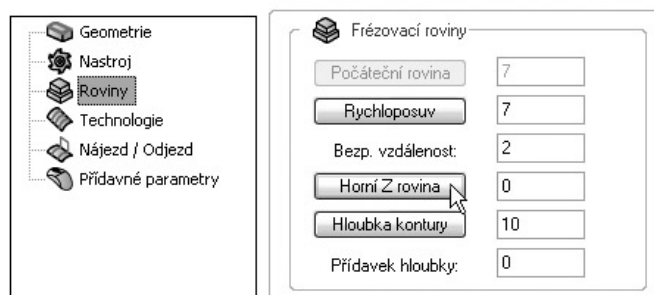 Geometrie
Nastroj
Roviny
Technologie
Nájezd / Odjezd
Přídavné parametry
Frézovací roviny
Počáteční rovina 7
Rychloposuv 7
Bezp. vzdálenost: 2
Horní Z rovina 0
Hloubka kontury 10
Přídavek hloubky: 0